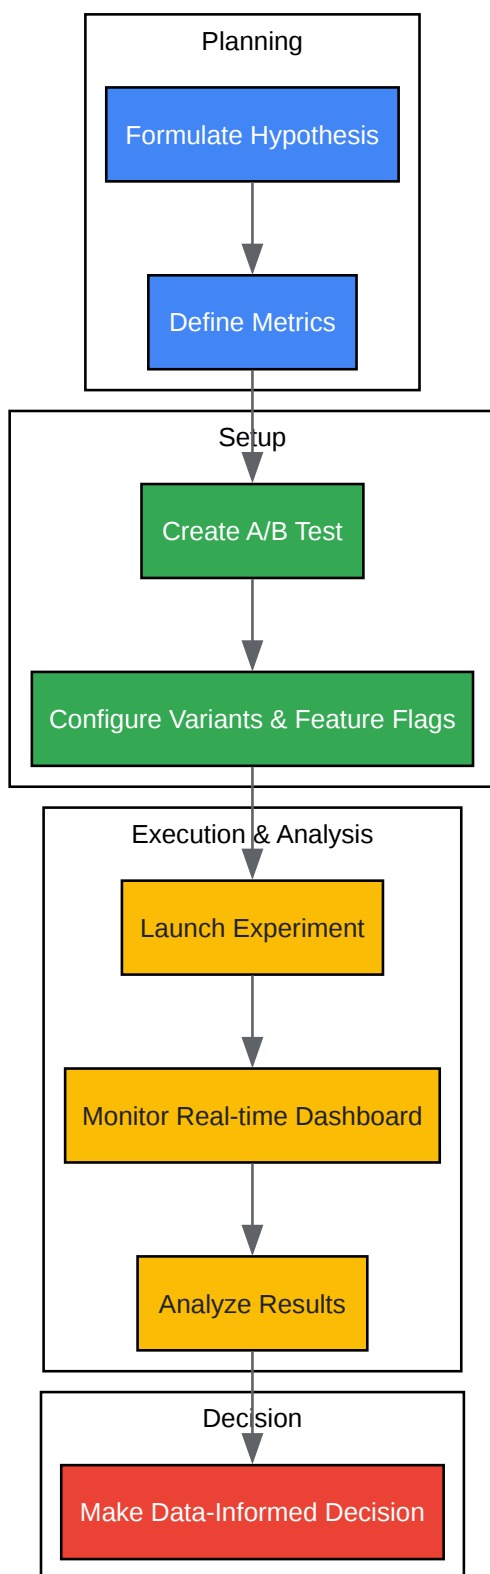 Planning
Formulate Hypothesis
Define Metrics
Setup
Create A/B Test
Configure Variants & Feature Flags
Execution & Analysis
Launch Experiment
Monitor Real-time Dashboard
Analyze Results
Decision
Make Data-Informed Decision